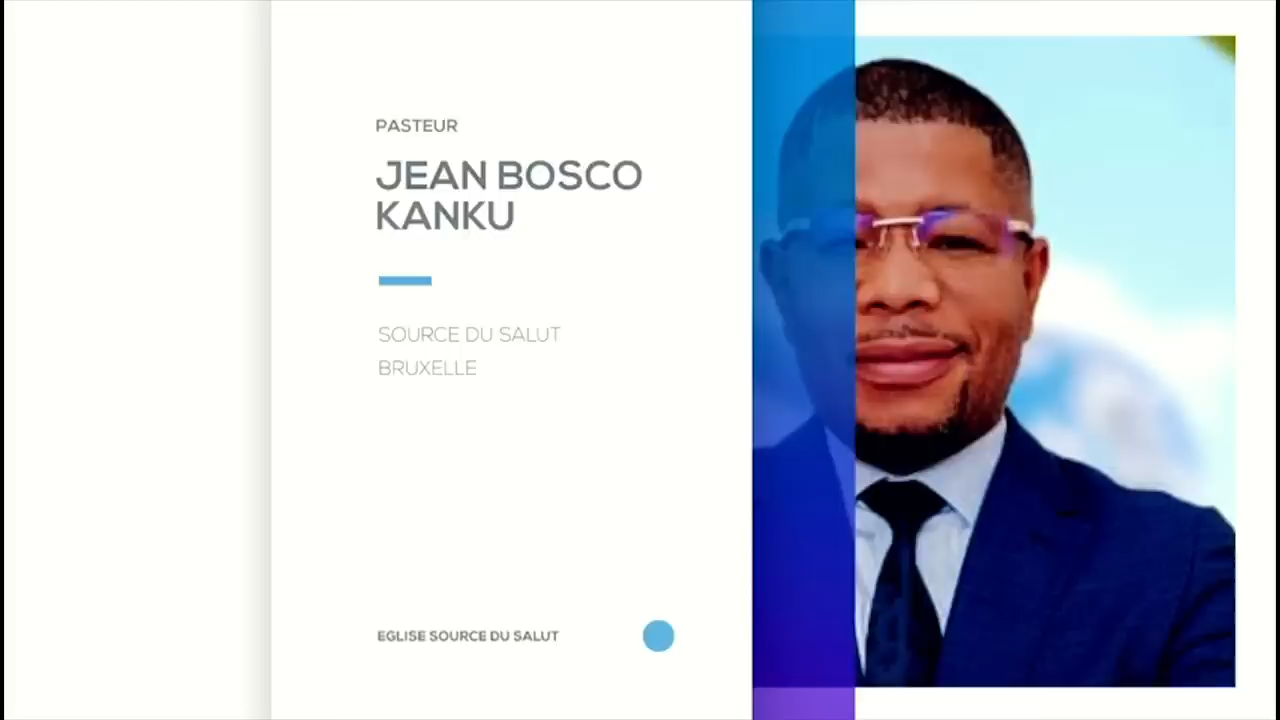 PASTEUR
JEAN BOSCO
KANKU
SOURCE DU SALUT
BRUXELLE
EGLISE SOURCE DU SALUT